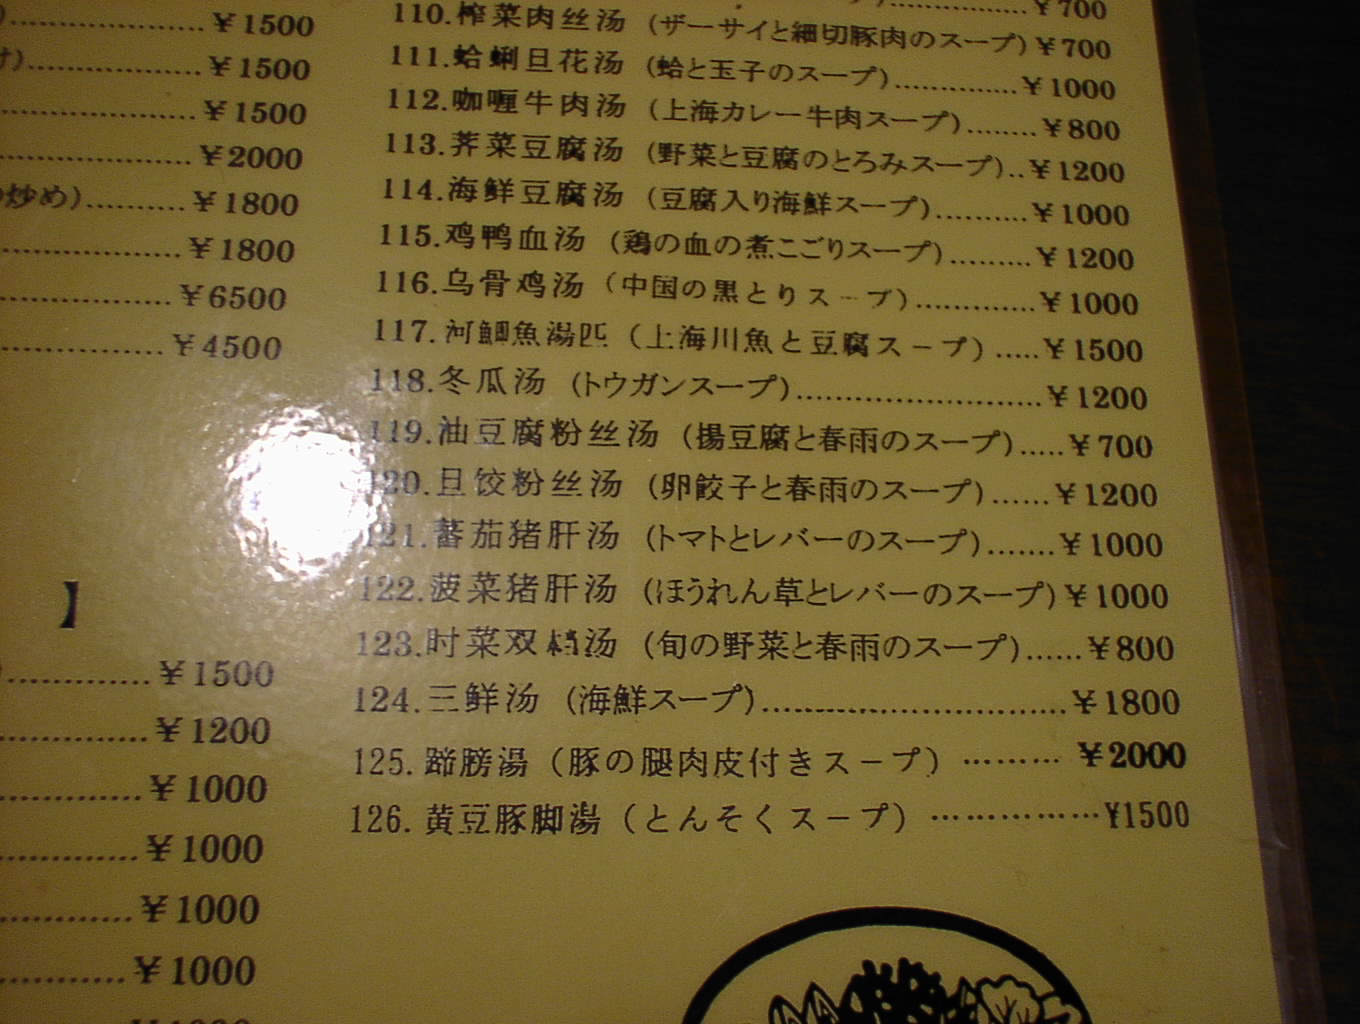 ￥1500
け)..................￥1500
￥1500
￥2000
の炒め)..........￥1800
￥1800
￥6500
￥4500
】
)..............￥1500
￥1200
￥1000
￥1000
￥1000
￥1000
￥700
110.榨菜肉丝汤 (ザーサイと細切豚肉のスープ)￥700
111.蛤蜊旦花汤 (蛤と玉子のスープ)..............￥1000
112.咖喱牛肉汤 (上海カレー牛肉スープ)........￥800
113.荠菜豆腐汤 (野菜と豆腐のとろみスープ)..￥1200
114.海鲜豆腐汤 (豆腐入り海鮮スープ)..........￥1000
115.鸡鸭血汤 (鶏の血の煮こごりスープ).........￥1200
116.乌骨鸡汤 (中国の黒とりスープ).............￥1000
117.河鲫魚湯匹 (上海川魚と豆腐スープ).....￥1500
118.冬瓜汤 (トウガンスープ)...........................￥1200
119.油豆腐粉丝汤 (揚豆腐と春雨のスープ).....￥700
120.旦饺粉丝汤 (卵餃子と春雨のスープ)......￥1200
121.蕃茄猪肝汤 (トマトとレバーのスープ).......￥1000
122.菠菜猪肝汤 (ほうれん草とレバーのスープ)￥1000
123.时菜双档汤 (旬の野菜と春雨のスープ)......￥800
124.三鲜汤 (海鮮スープ)..................................￥1800
125.蹄膀湯 (豚の腿肉皮付きスープ) ………￥2000
126.黄豆豚脚湯 (とんそくスープ) ……………¥1500